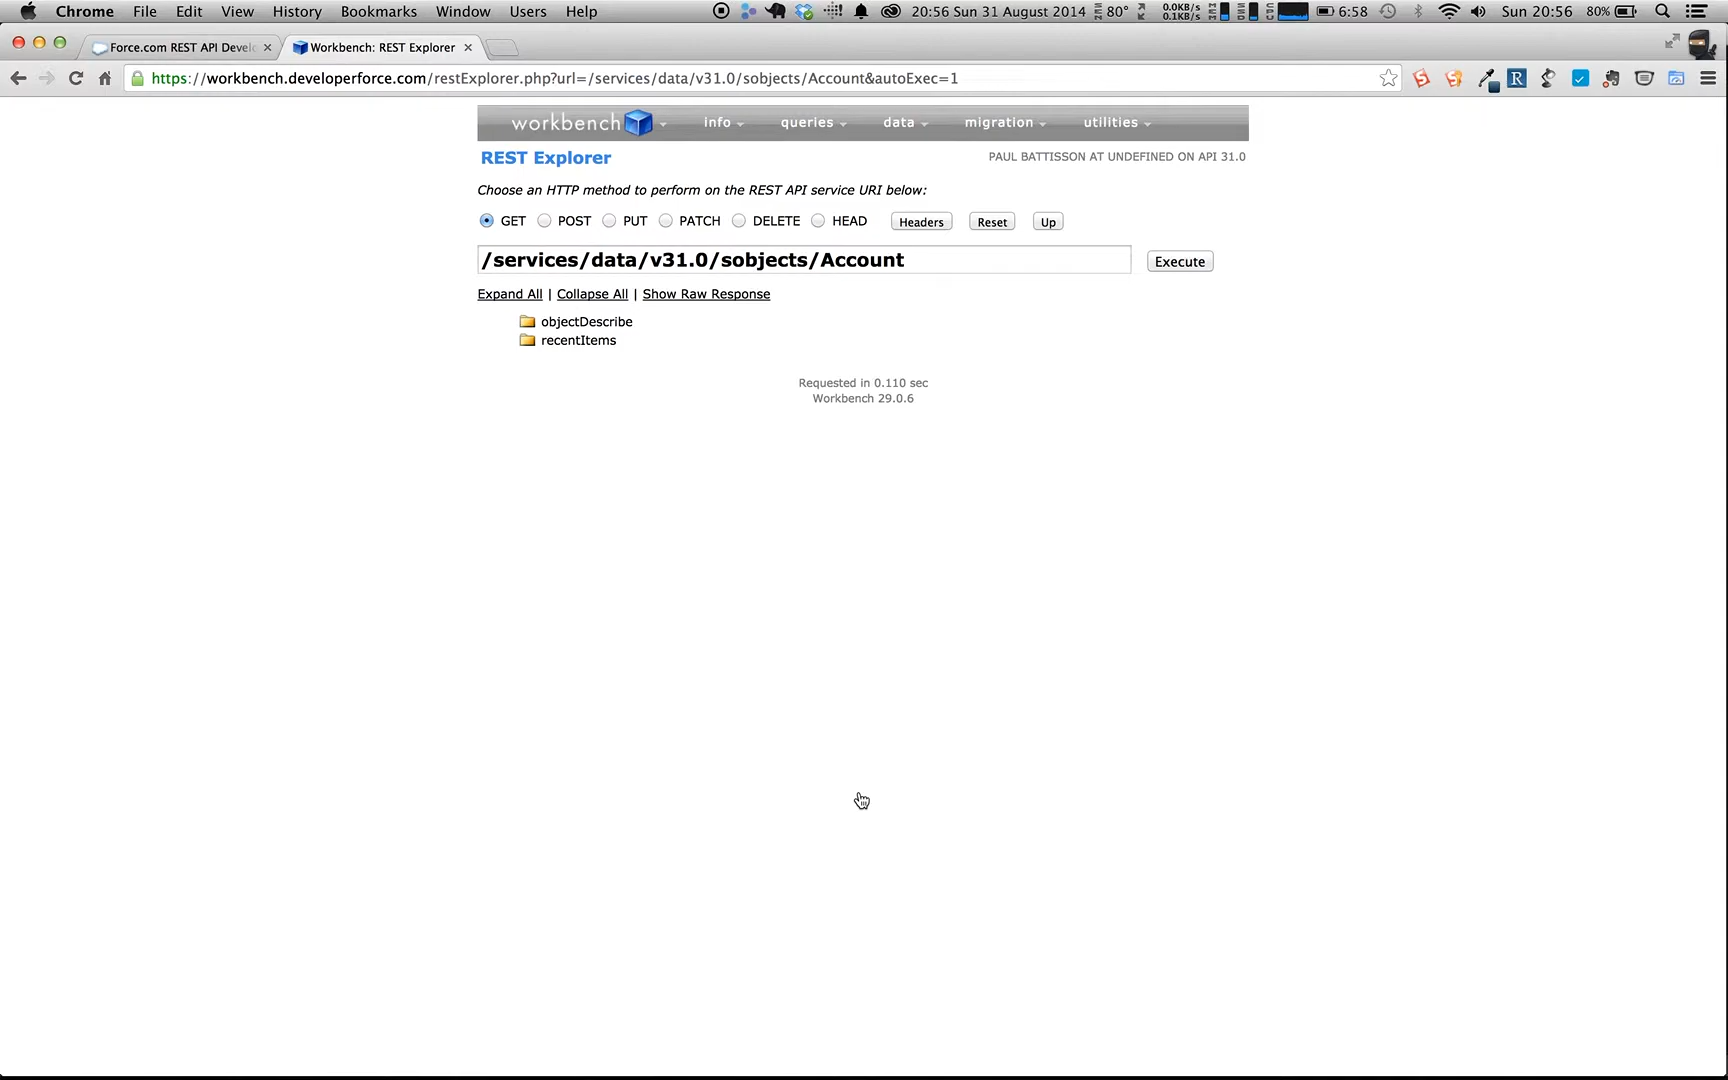 Chrome File Edit View History Bookmarks Window Users Help 20:56 Sun 31 August 2014 80° 0.0KB/s 0.1KB/s 6:58 Sun 20:56 80%
Force.com REST API Devel Workbench: REST Explorer
https://workbench.developerforce.com/restExplorer.php?url=/services/data/v31.0/sobjects/Account&autoExec=1
workbench info queries data migration utilities
REST Explorer PAUL BATTISSON AT UNDEFINED ON API 31.0
Choose an HTTP method to perform on the REST API service URI below:
GET POST PUT PATCH DELETE HEAD Headers Reset Up
/services/data/v31.0/sobjects/Account Execute
Expand All | Collapse All | Show Raw Response
objectDescribe
recentItems
Requested in 0.110 sec
Workbench 29.0.6